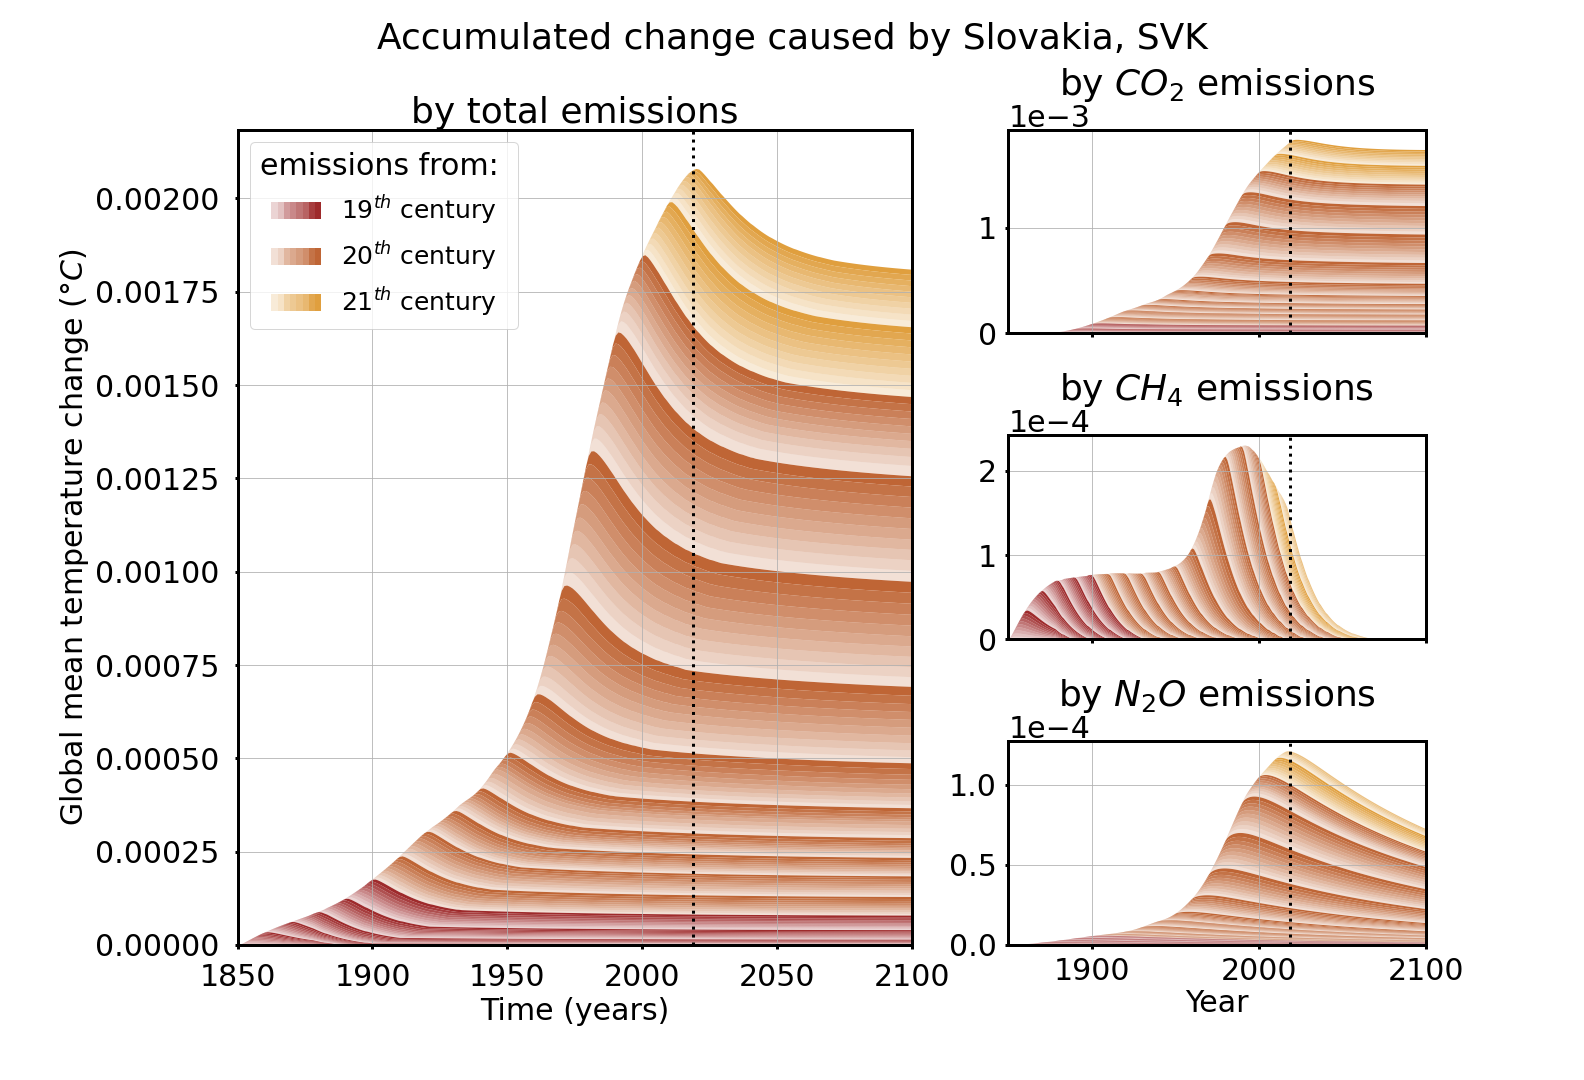 Accumulated change caused by Slovakia, SVK
by total emissions
emissions from:
19th century
20th century
21th century
Global mean temperature change (°C)
0.00200
0.00175
0.00150
0.00125
0.00100
0.00075
0.00050
0.00025
0.00000
1850 1900 1950 2000 2050 2100
Time (years)
by CO₂ emissions
1e−3
1
0
by CH₄ emissions
1e−4
2
1
0
by N₂O emissions
1e−4
1.0
0.5
0.0
1900 2000 2100
Year